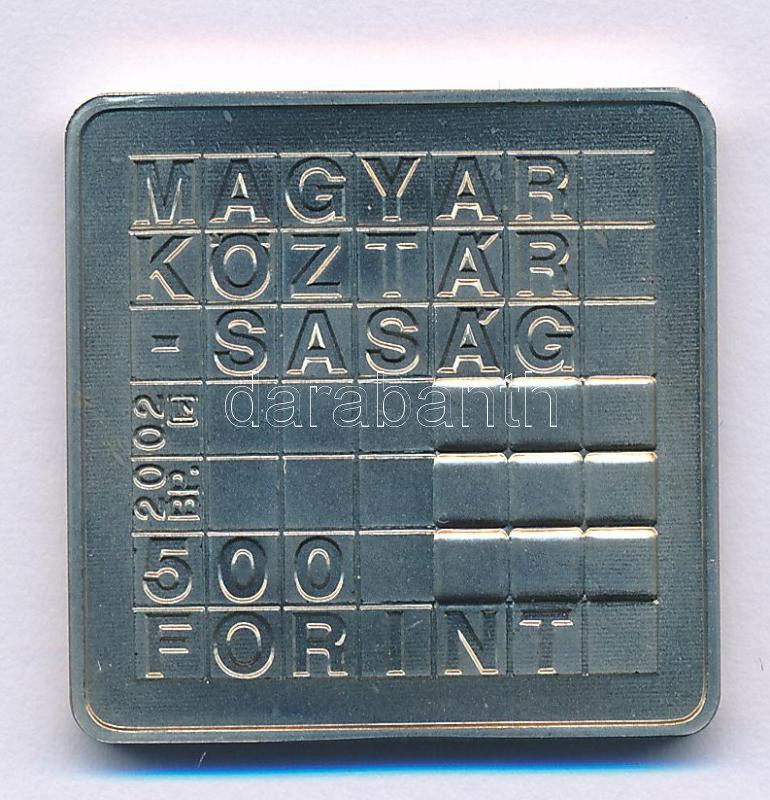 MAGYAR
KÖZTÁR
-SASÁG
darabanth
2002
BP.
500
FORINT